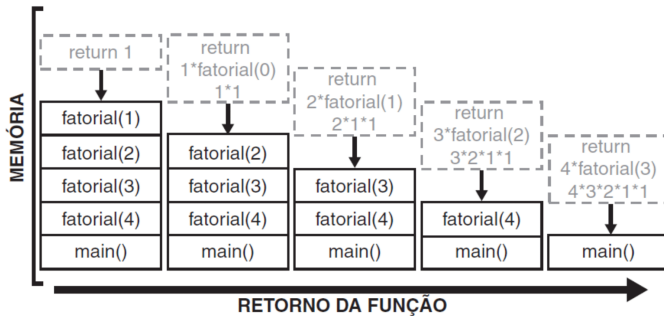 MEMÓRIA
return 1
fatorial(1)
fatorial(2)
fatorial(3)
fatorial(4)
main()
return
1*fatorial(0)
1*1
fatorial(2)
fatorial(3)
fatorial(4)
main()
return
2*fatorial(1)
2*1*1
fatorial(3)
fatorial(4)
main()
return
3*fatorial(2)
3*2*1*1
fatorial(4)
main()
return
4*fatorial(3)
4*3*2*1*1
main()
RETORNO DA FUNÇÃO